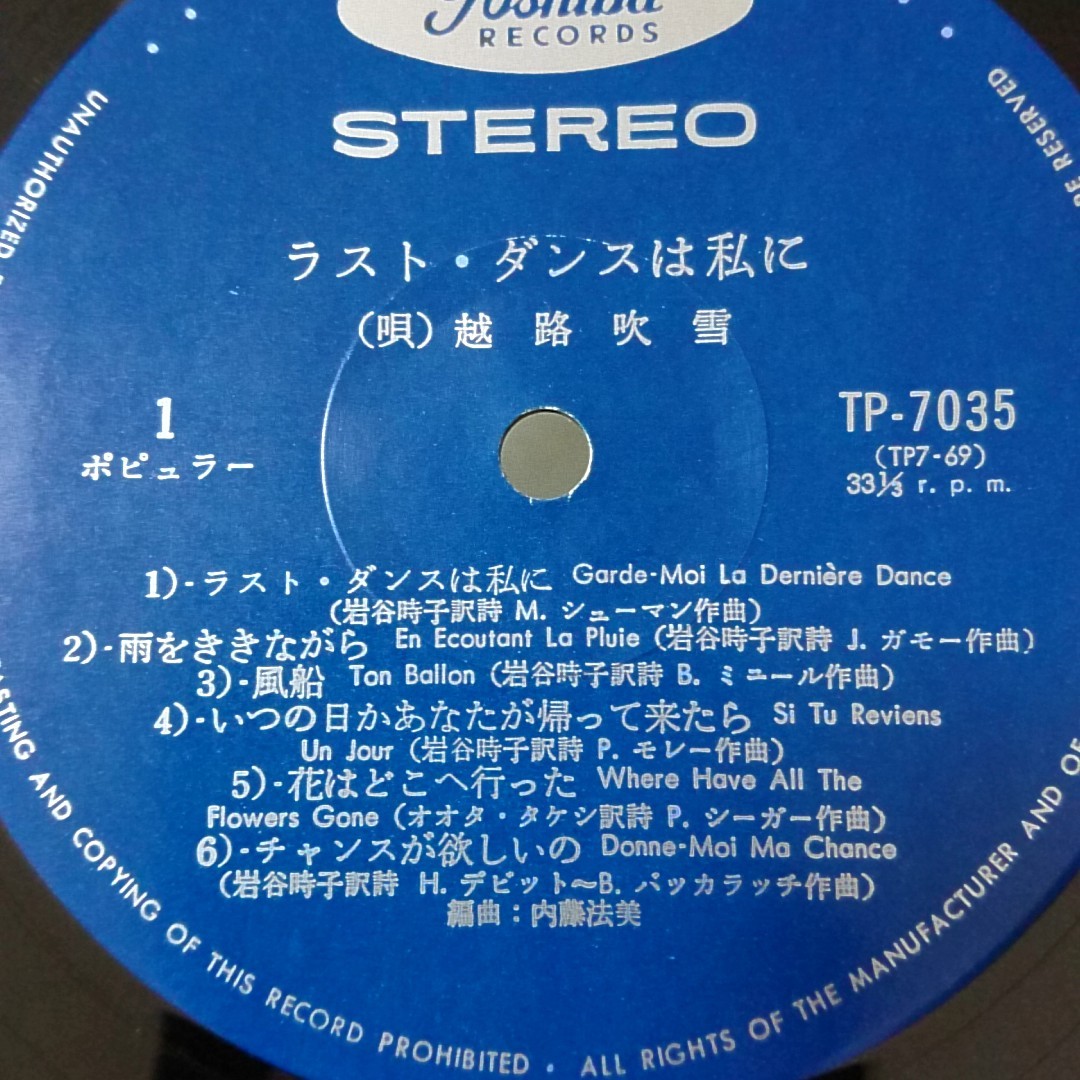 Toshiba
RECORDS
STEREO
ラスト・ダンスは私に
(唄) 越路吹雪
1
ポピュラー
TP-7035
(TP7-69)
33⅓ r. p. m.
1)-ラスト・ダンスは私に Garde-Moi La Dernière Dance
(岩谷時子訳詩 M. シューマン作曲)
2)-雨をききながら En Ecoutant La Pluie (岩谷時子訳詩 J. ガモー作曲)
3)-風船 Ton Ballon (岩谷時子訳詩 B. ミニール作曲)
4)-いつの日かあなたが帰って来たら Si Tu Reviens
Un Jour (岩谷時子訳詩 P. モレー作曲)
5)-花はどこへ行った Where Have All The
Flowers Gone (オオタ・タケシ訳詩 P. シーガー作曲)
6)-チャンスが欲しいの Donne-Moi Ma Chance
(岩谷時子訳詩 H. デビット〜B. バッカラッチ作曲)
編曲：内藤法美
UNAUTHORIZED
AND COPYING OF THIS RECORD PROHIBITED · ALL RIGHTS OF THE MANUFACTURER AND OF
RESERVED